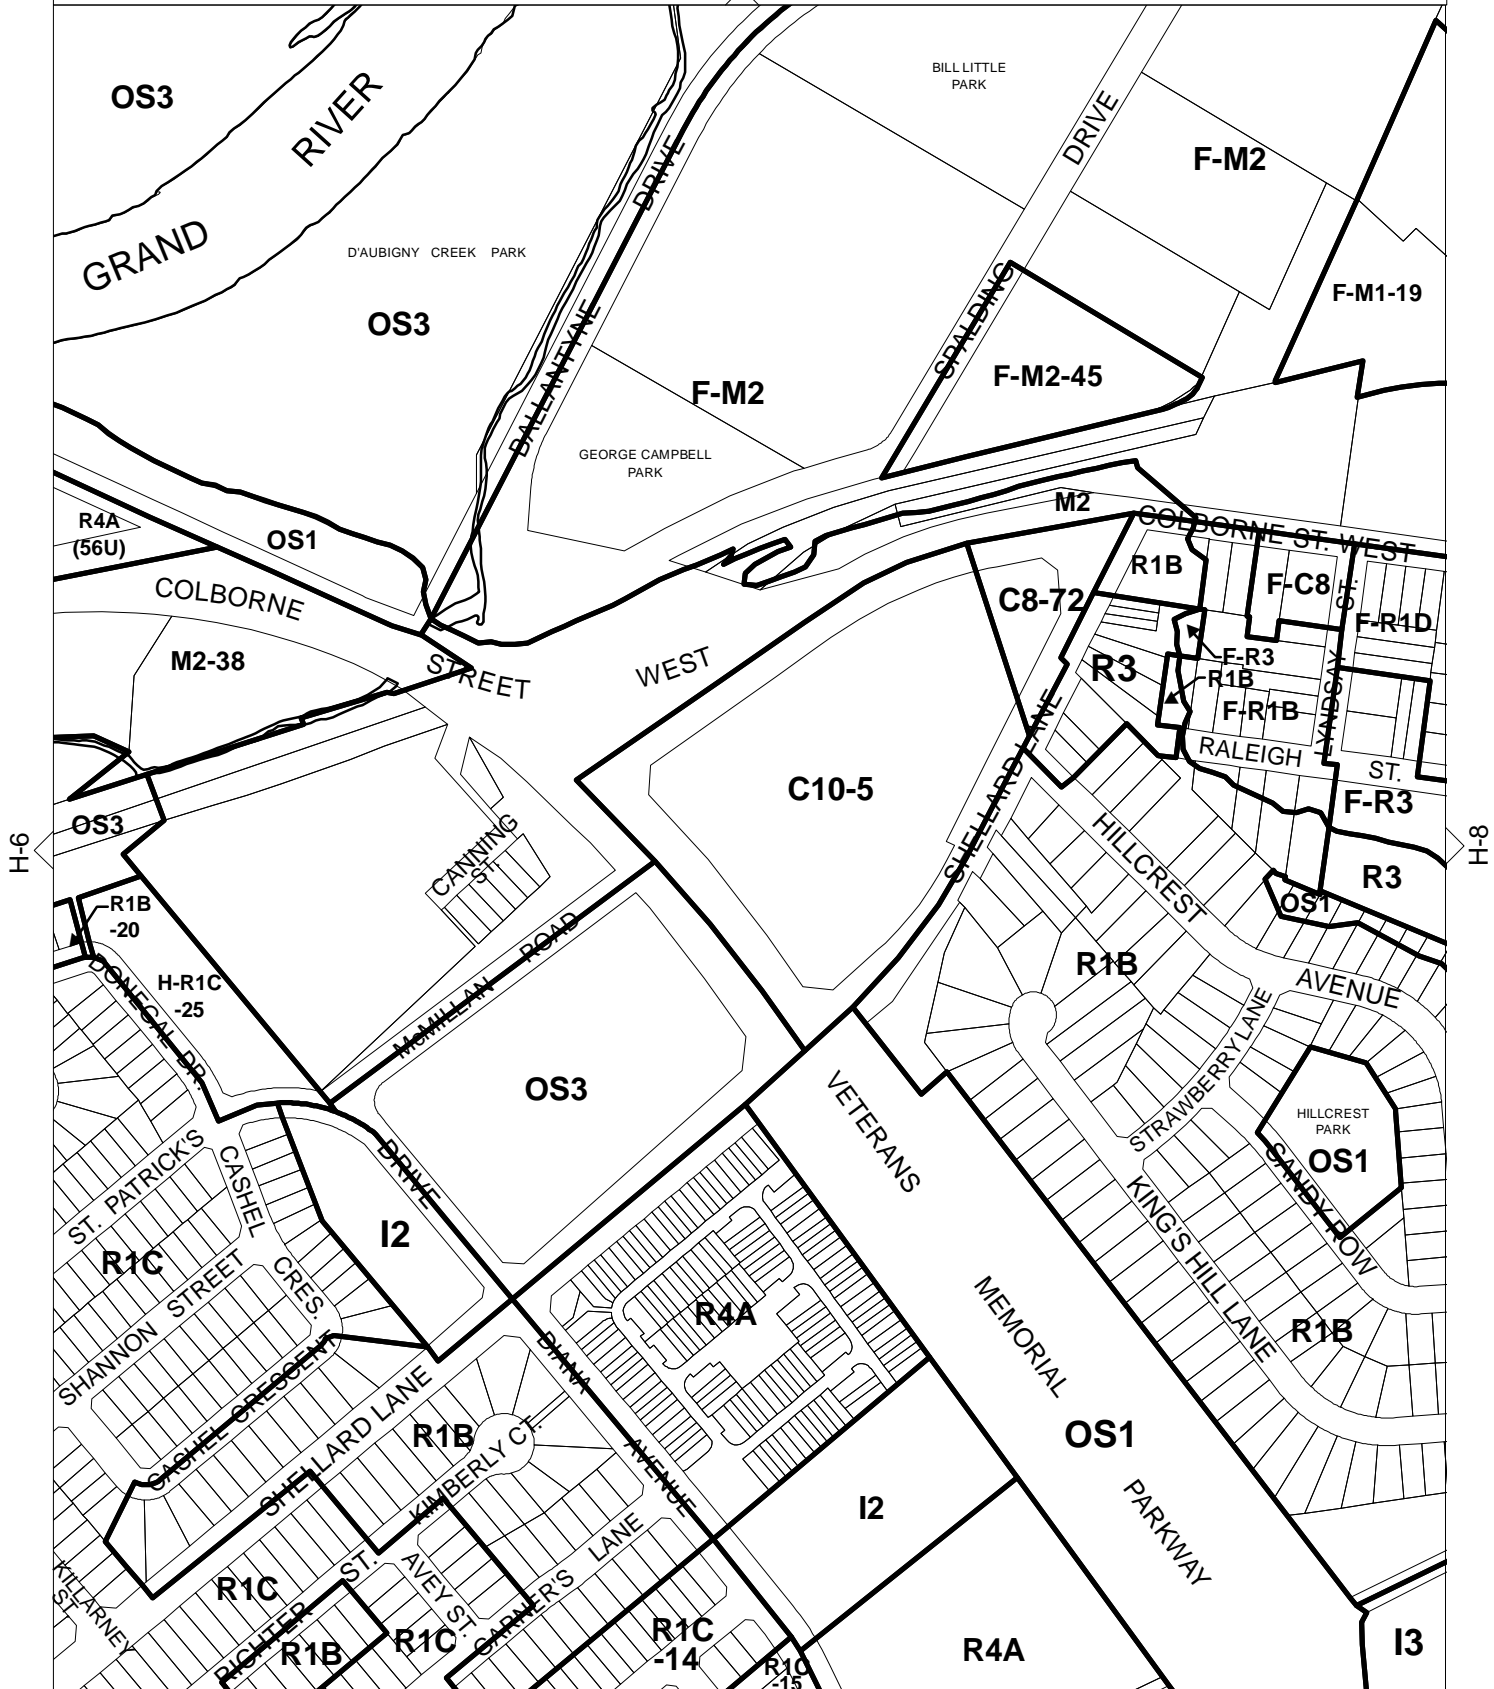 BILL LITTLE
PARK
OS3
RIVER
DRIVE
F-M2
DRIVE
GRAND
D'AUBIGNY CREEK PARK
F-M1-19
OS3
SPALDING
BALLANTYNE
F-M2-45
F-M2
GEORGE CAMPBELL
PARK
M2
R4A
(56U)
OS1
COLBORNE ST. WEST
R1B
F-C8
ST.
C8-72
COLBORNE
F-R1D
M2-38
STREET
WEST
R3
F-R3
R1B
F-R1B
LYNDSAY
RALEIGH
ST.
SHELLARD LANE
C10-5
F-R3
OS3
H-6
H-8
CANNING
ST.
HILLCREST
R3
R1B
-20
OS1
McMILLAN ROAD
R1B
H-R1C
-25
DONEGAL DR.
AVENUE
STRAWBERRY LANE
OS3
VETERANS
HILLCREST
PARK
OS1
ST. PATRICK'S
CASHEL
DRIVE
SANDY ROW
I2
R1C
KING'S HILL LANE
SHANNON STREET
CRES.
MEMORIAL
R4A
R1B
DIANA
CASHEL CRESCENT
SHELLARD LANE
R1B
KIMBERLY CT.
OS1
AVENUE
I2
PARKWAY
KILLARNEY
ST.
R1C
ST.
AVEY ST.
LANE
GARNER'S
RICHTER
R1B
R1C
R1C
-14
R1C
-15
R4A
I3